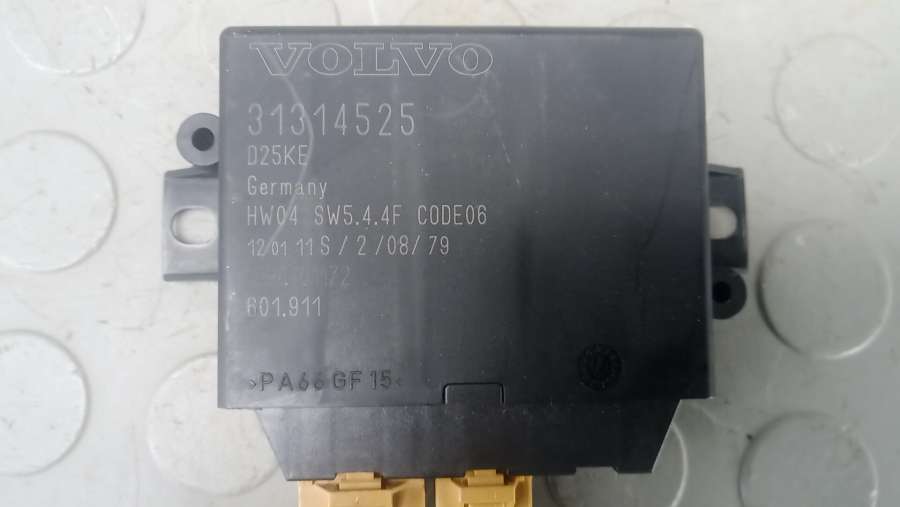 VOLVO
31314525
D25KE
Germany
HW04 SW5.4.4F CODE06
12 01 11 S / 2 / 08 / 79
601.911
>PA66 GF15<